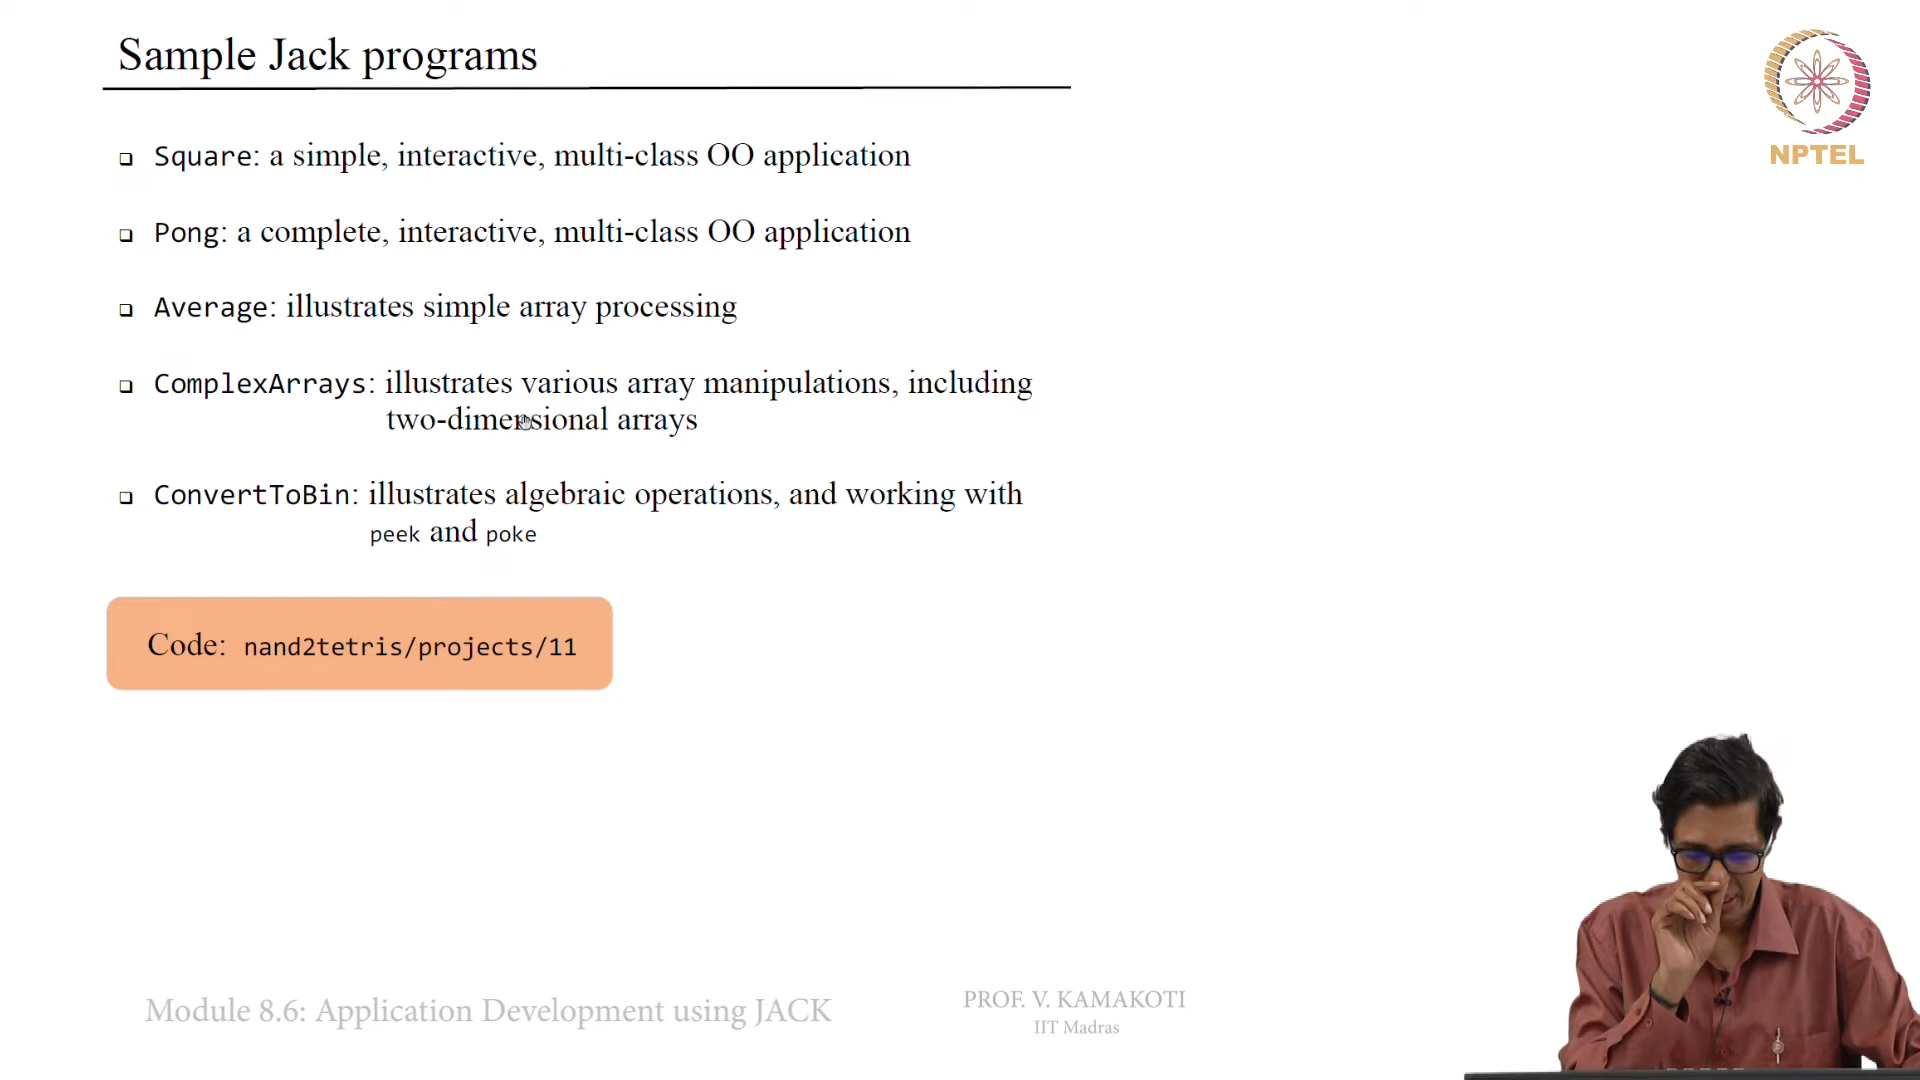 Sample Jack programs
NPTEL
Square: a simple, interactive, multi-class OO application
Pong: a complete, interactive, multi-class OO application
Average: illustrates simple array processing
ComplexArrays: illustrates various array manipulations, including
two-dimensional arrays
ConvertToBin: illustrates algebraic operations, and working with
peek and poke
Code: nand2tetris/projects/11
Module 8.6: Application Development using JACK
PROF. V. KAMAKOTI
IIT Madras